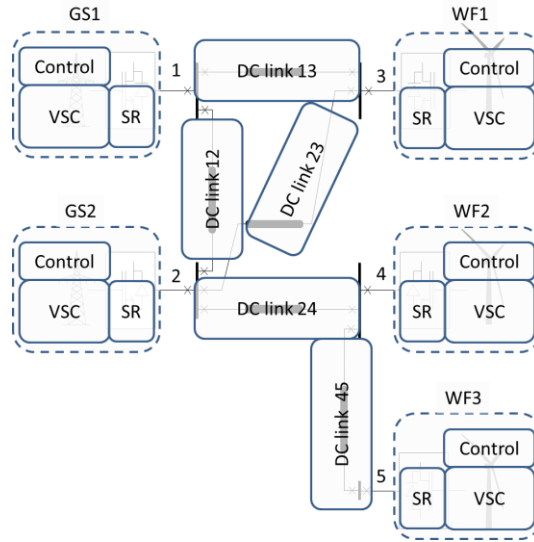 GS1
WF1
Control
VSC
SR
1
DC link 13
3
Control
SR
VSC
DC link 12
DC link 23
GS2
WF2
Control
VSC
SR
2
DC link 24
4
Control
SR
VSC
DC link 45
WF3
5
Control
SR
VSC